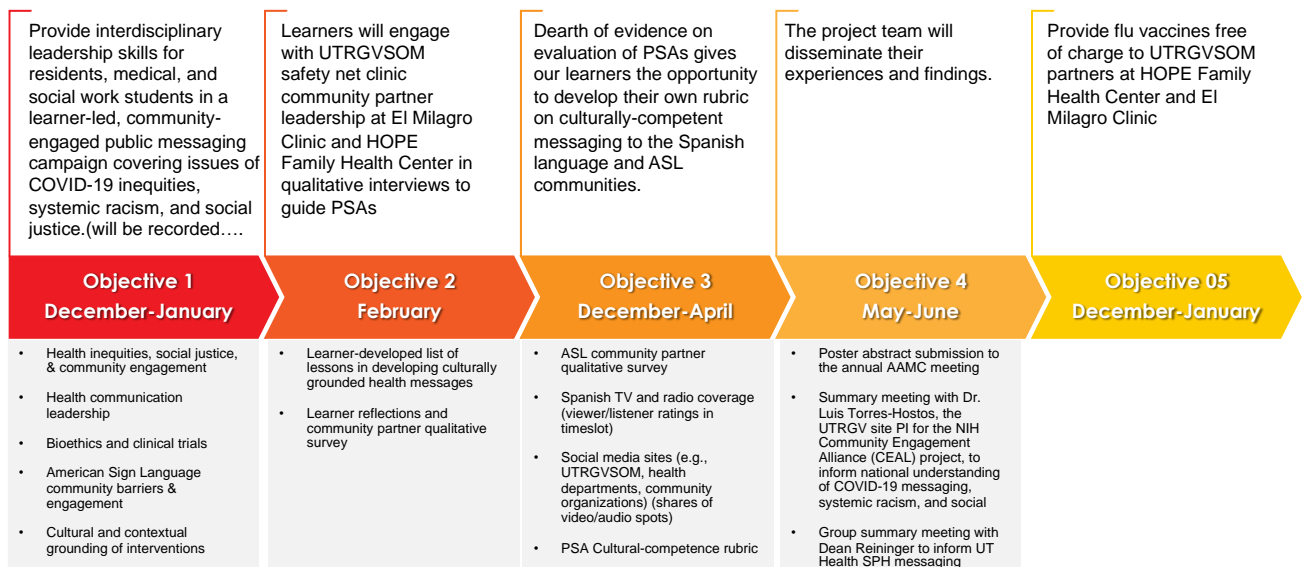 Provide interdisciplinary
leadership skills for
residents, medical, and
social work students in a
learner-led, community-
engaged public messaging
campaign covering issues of
COVID-19 inequities,
systemic racism, and social
justice.(will be recorded….
Learners will engage
with UTRGVSOM
safety net clinic
community partner
leadership at El Milagro
Clinic and HOPE
Family Health Center in
qualitative interviews to
guide PSAs
Dearth of evidence on
evaluation of PSAs gives
our learners the opportunity
to develop their own rubric
on culturally-competent
messaging to the Spanish
language and ASL
communities.
The project team will
disseminate their
experiences and findings.
Provide flu vaccines free
of charge to UTRGVSOM
partners at HOPE Family
Health Center and El
Milagro Clinic
Objective 1
December-January
Objective 2
February
Objective 3
December-April
Objective 4
May-June
Objective 05
December-January
• Health inequities, social justice,
& community engagement
• Health communication
leadership
• Bioethics and clinical trials
• American Sign Language
community barriers &
engagement
• Cultural and contextual
grounding of interventions
• Learner-developed list of
lessons in developing culturally
grounded health messages
• Learner reflections and
community partner qualitative
survey
• ASL community partner
qualitative survey
• Spanish TV and radio coverage
(viewer/listener ratings in
timeslot)
• Social media sites (e.g.,
UTRGVSOM, health
departments, community
organizations) (shares of
video/audio spots)
• PSA Cultural-competence rubric
• Poster abstract submission to
the annual AAMC meeting
• Summary meeting with Dr.
Luis Torres-Hostos, the
UTRGV site PI for the NIH
Community Engagement
Alliance (CEAL) project, to
inform national understanding
of COVID-19 messaging,
systemic racism, and social
• Group summary meeting with
Dean Reininger to inform UT
Health SPH messaging